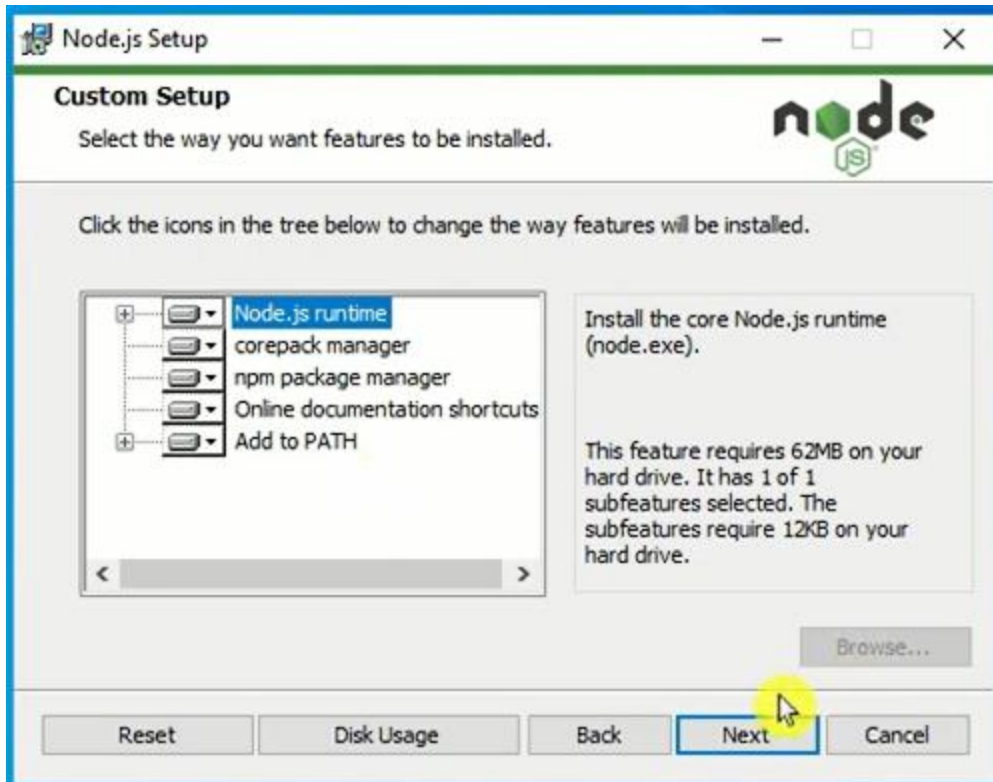 Node.js Setup
Custom Setup
Select the way you want features to be installed.
node
JS
Click the icons in the tree below to change the way features will be installed.
Node.js runtime
corepack manager
npm package manager
Online documentation shortcuts
Add to PATH
Install the core Node.js runtime
(node.exe).
This feature requires 62MB on your
hard drive. It has 1 of 1
subfeatures selected. The
subfeatures require 12KB on your
hard drive.
Browse...
Reset
Disk Usage
Back
Next
Cancel